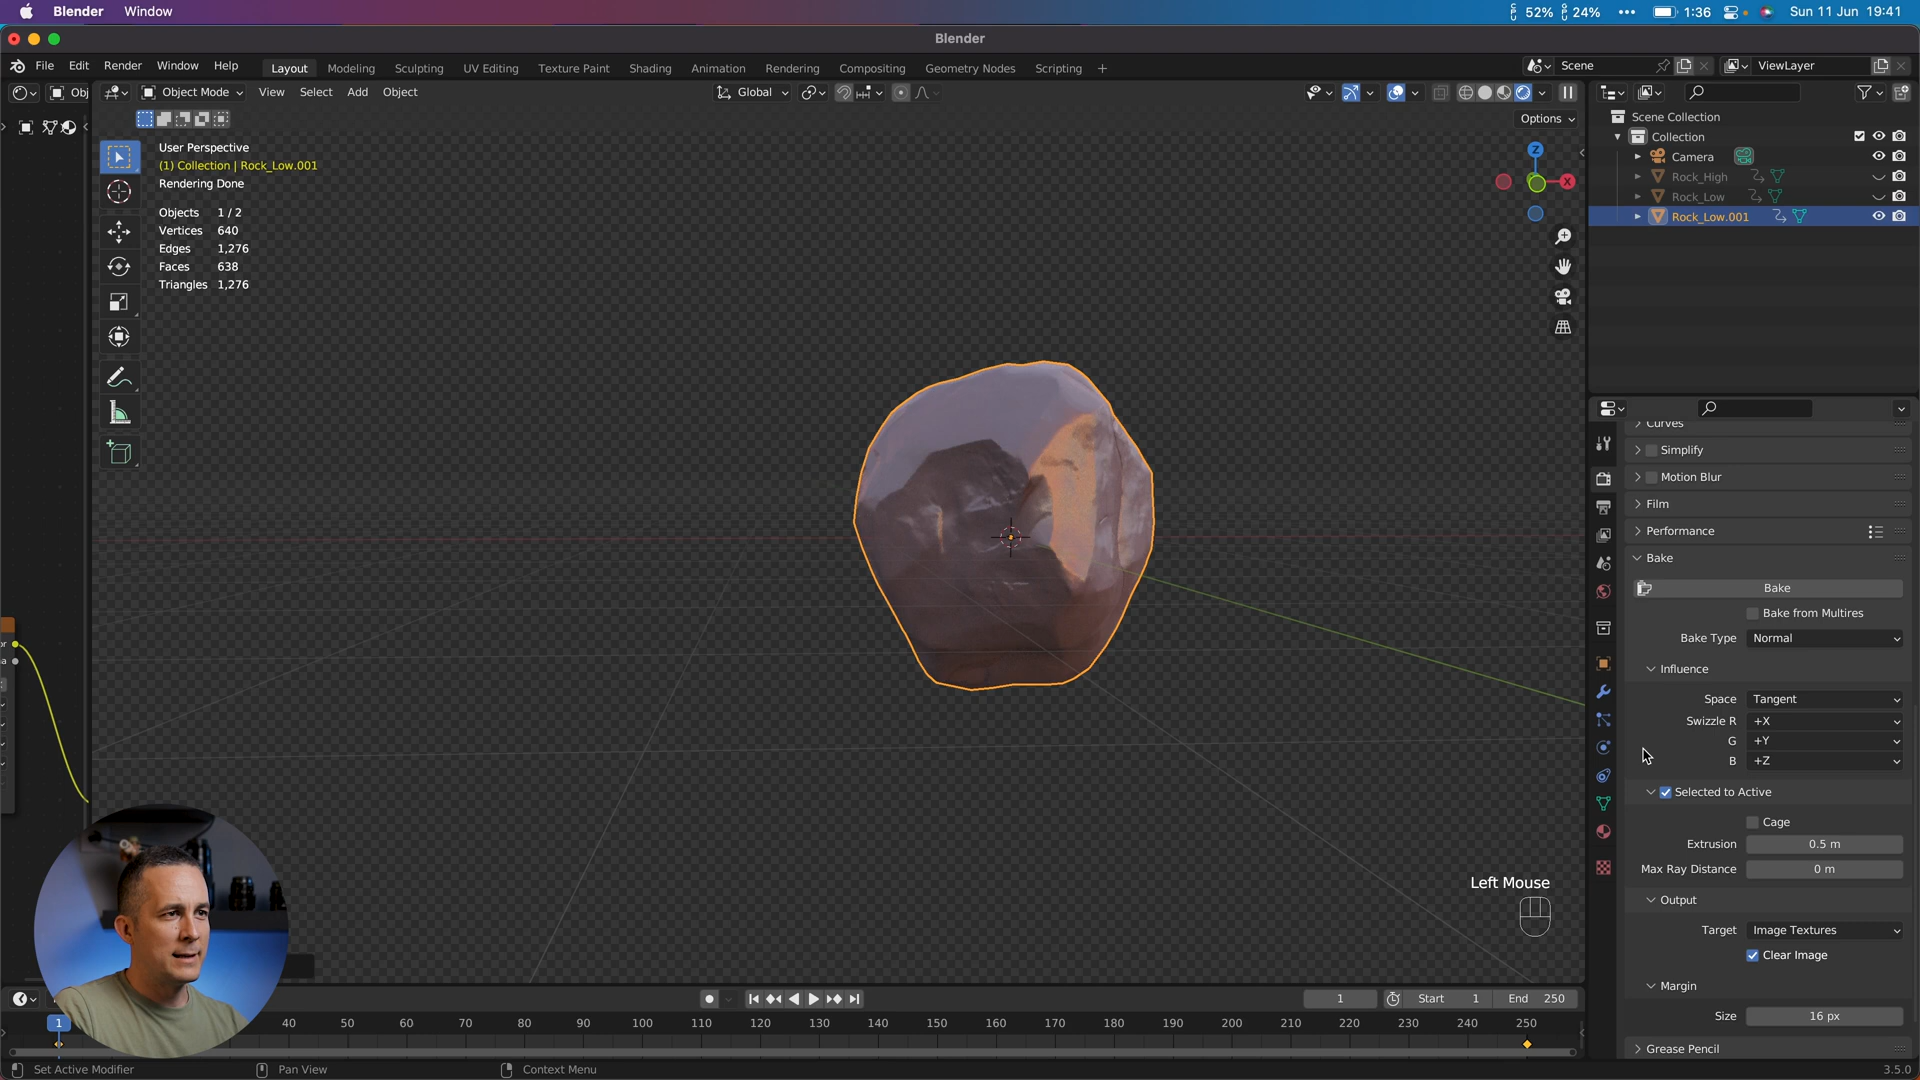 Blender Window 52% 24% ••• 1:36 Sun 11 Jun 19:41
Blender
File Edit Render Window Help Layout Modeling Sculpting UV Editing Texture Paint Shading Animation Rendering Compositing Geometry Nodes Scripting + Scene ViewLayer
Obj Object Mode View Select Add Object Global
Options
User Perspective
(1) Collection | Rock_Low.001
Rendering Done
Objects 1 / 2
Vertices 640
Edges 1,276
Faces 638
Triangles 1,276
Z
X
Scene Collection
Collection
Camera
Rock_High
Rock_Low
Rock_Low.001
Curves
Simplify
Motion Blur
Film
Performance
Bake
Bake
Bake from Multires
Bake Type Normal
Influence
Space Tangent
Swizzle R +X
G +Y
B +Z
Selected to Active
Cage
Extrusion 0.5 m
Max Ray Distance 0 m
Output
Target Image Textures
Clear Image
Margin
Size 16 px
Grease Pencil
Left Mouse
1 Start 1 End 250
1 40 50 60 70 80 90 100 110 120 130 140 150 160 170 180 190 200 210 220 230 240 250
Set Active Modifier Pan View Context Menu 3.5.0